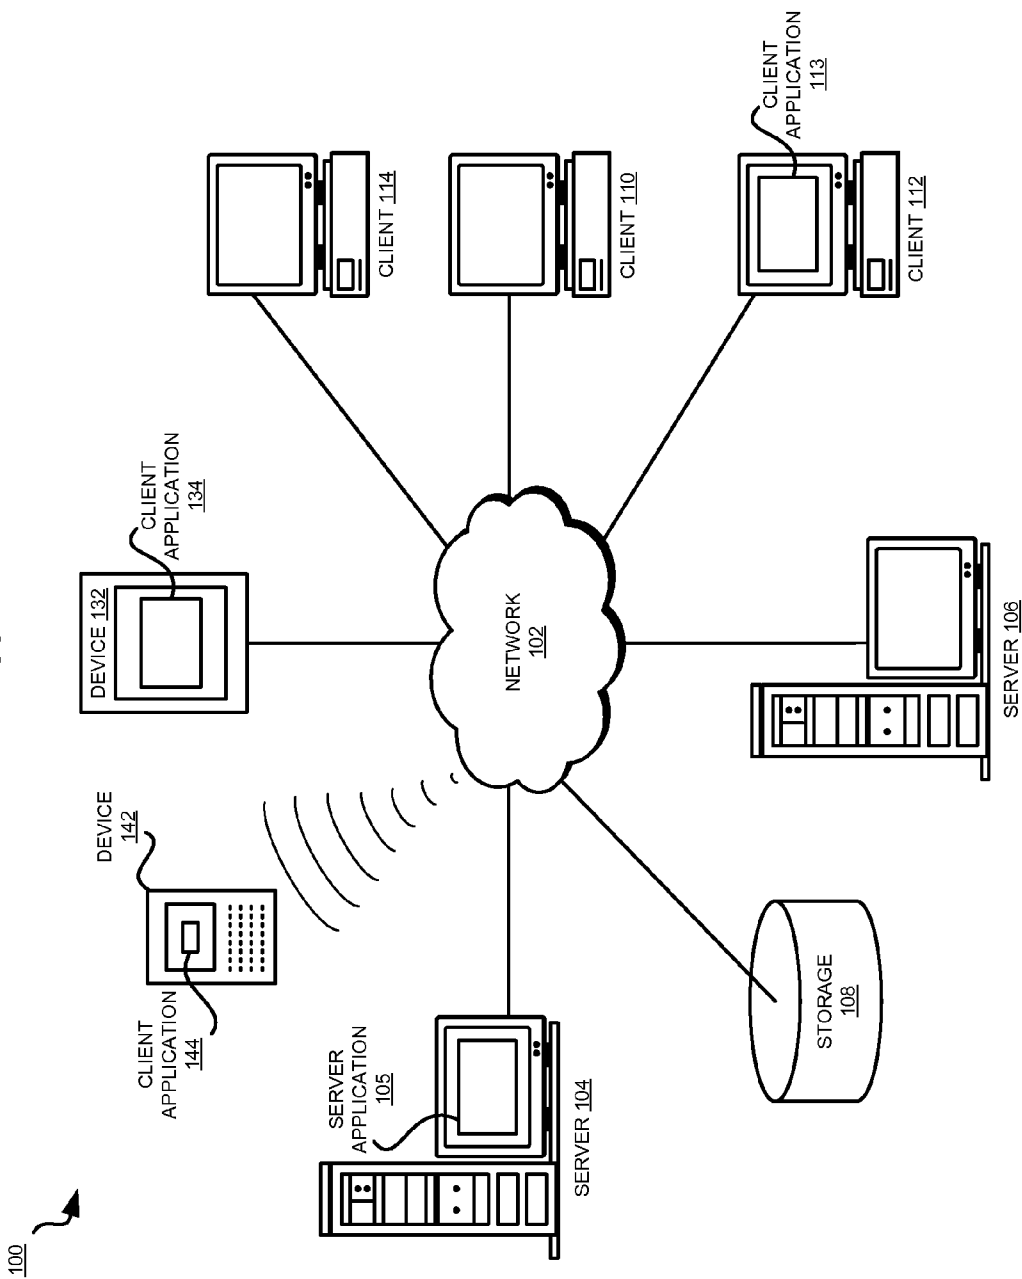 100
CLIENT
APPLICATION
144
DEVICE
142
DEVICE 132
CLIENT
APPLICATION
134
SERVER
APPLICATION
105
SERVER 104
NETWORK
102
CLIENT 114
CLIENT 110
STORAGE
108
SERVER 106
CLIENT
APPLICATION
113
CLIENT 112